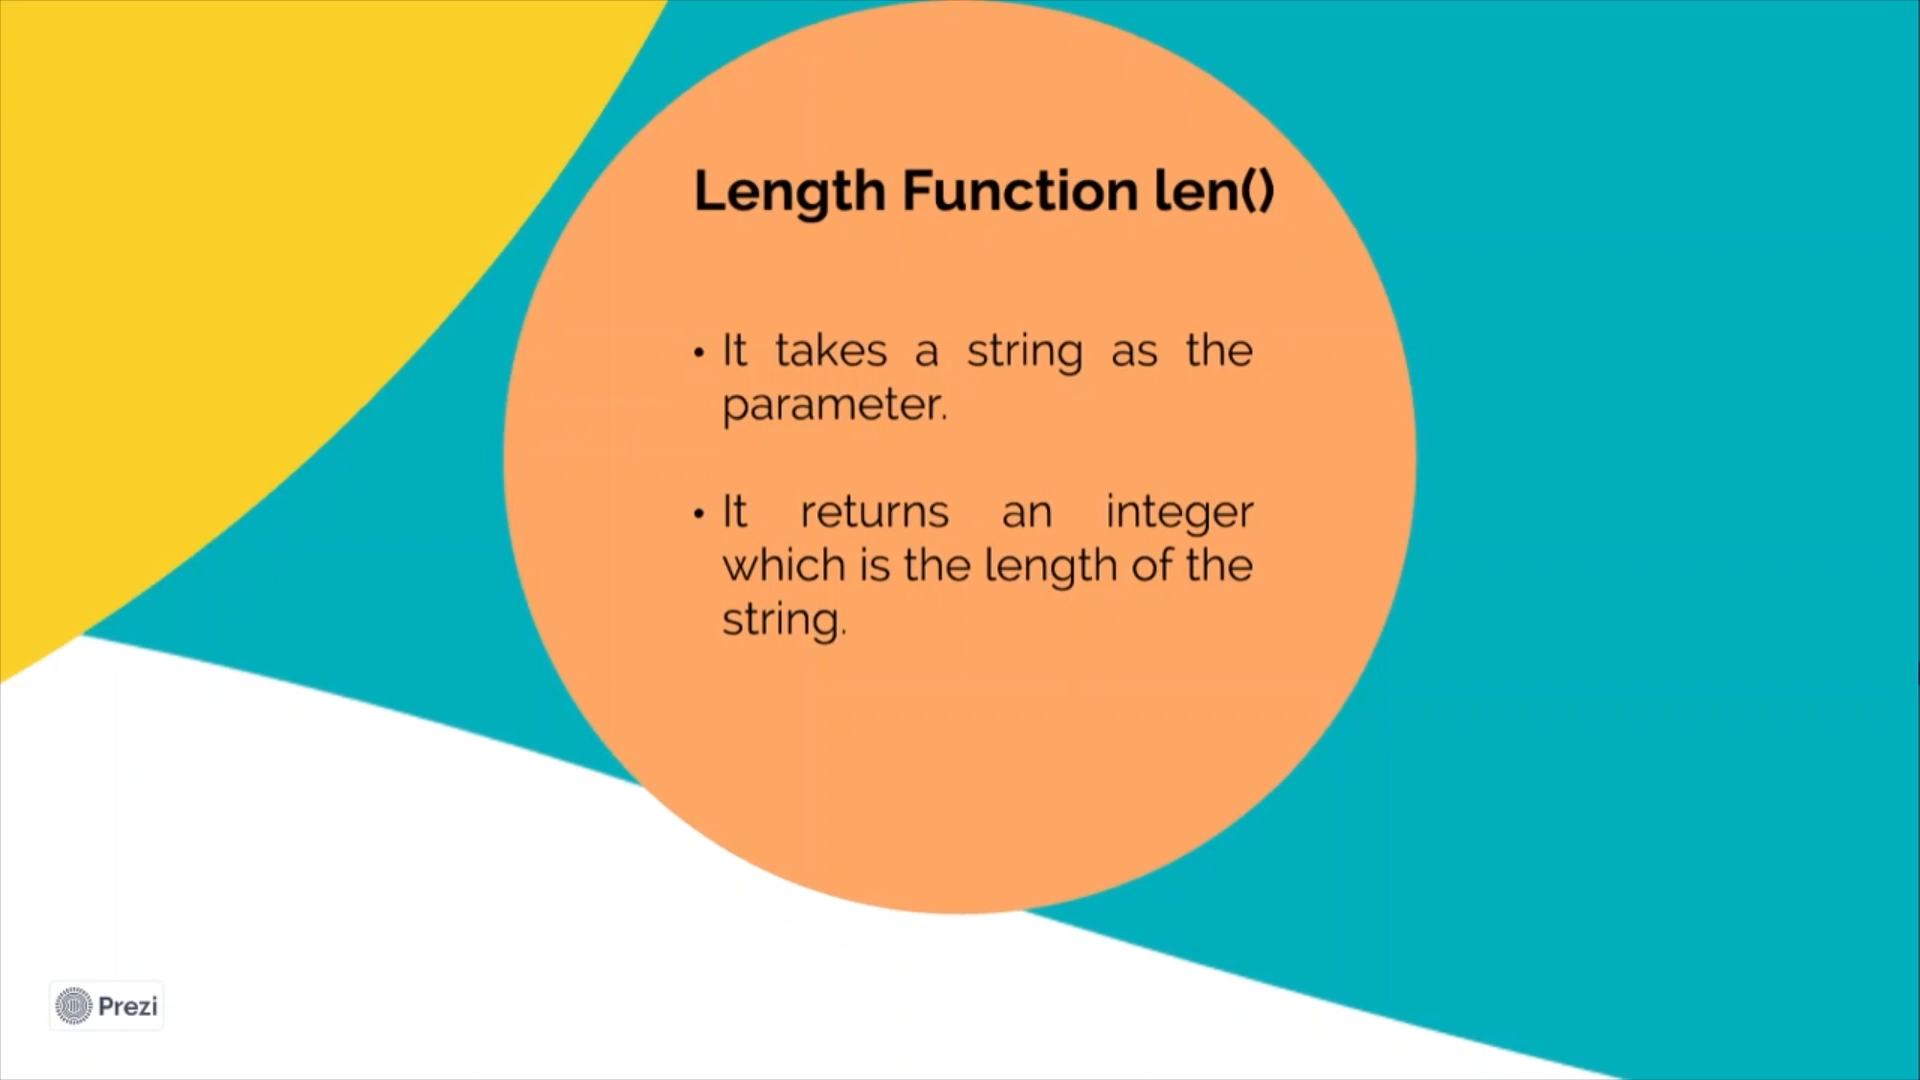 Length Function len()
• It takes a string as the
parameter.
• It returns an integer
which is the length of the
string.
Prezi